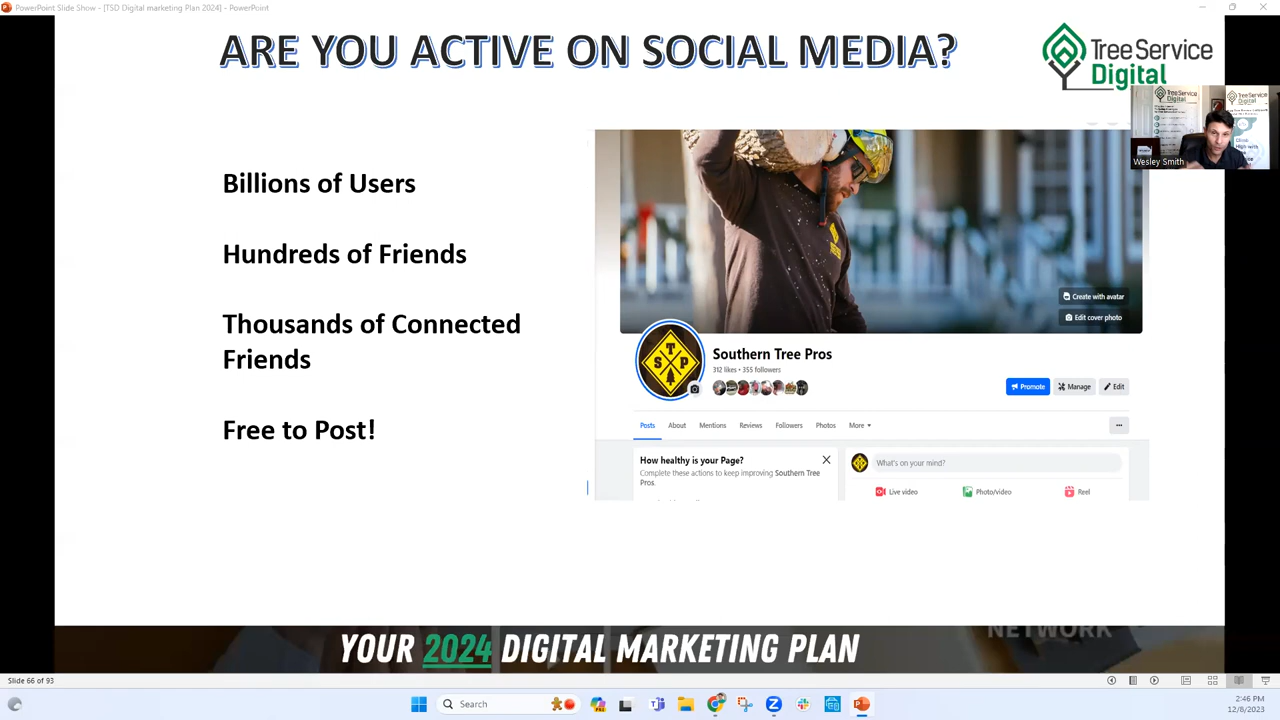 PowerPoint Slide Show - [TSD Digital marketing Plan 2024] - PowerPoint
ARE YOU ACTIVE ON SOCIAL MEDIA?
Tree Service
Digital
Tree Service
Digital
Wesley Smith
Billions of Users
Hundreds of Friends
Thousands of Connected
Friends
Free to Post!
Create with avatar
Edit cover photo
S T P
Southern Tree Pros
312 likes • 355 followers
Promote
Manage
Edit
Posts
About
Mentions
Reviews
Followers
Photos
More
How healthy is your Page?
Complete these actions to keep improving Southern Tree
Pros.
What's on your mind?
Live video
Photo/video
Reel
NETWORK
YOUR 2024 DIGITAL MARKETING PLAN
Slide 66 of 93
Search
2:46 PM
12/8/2023